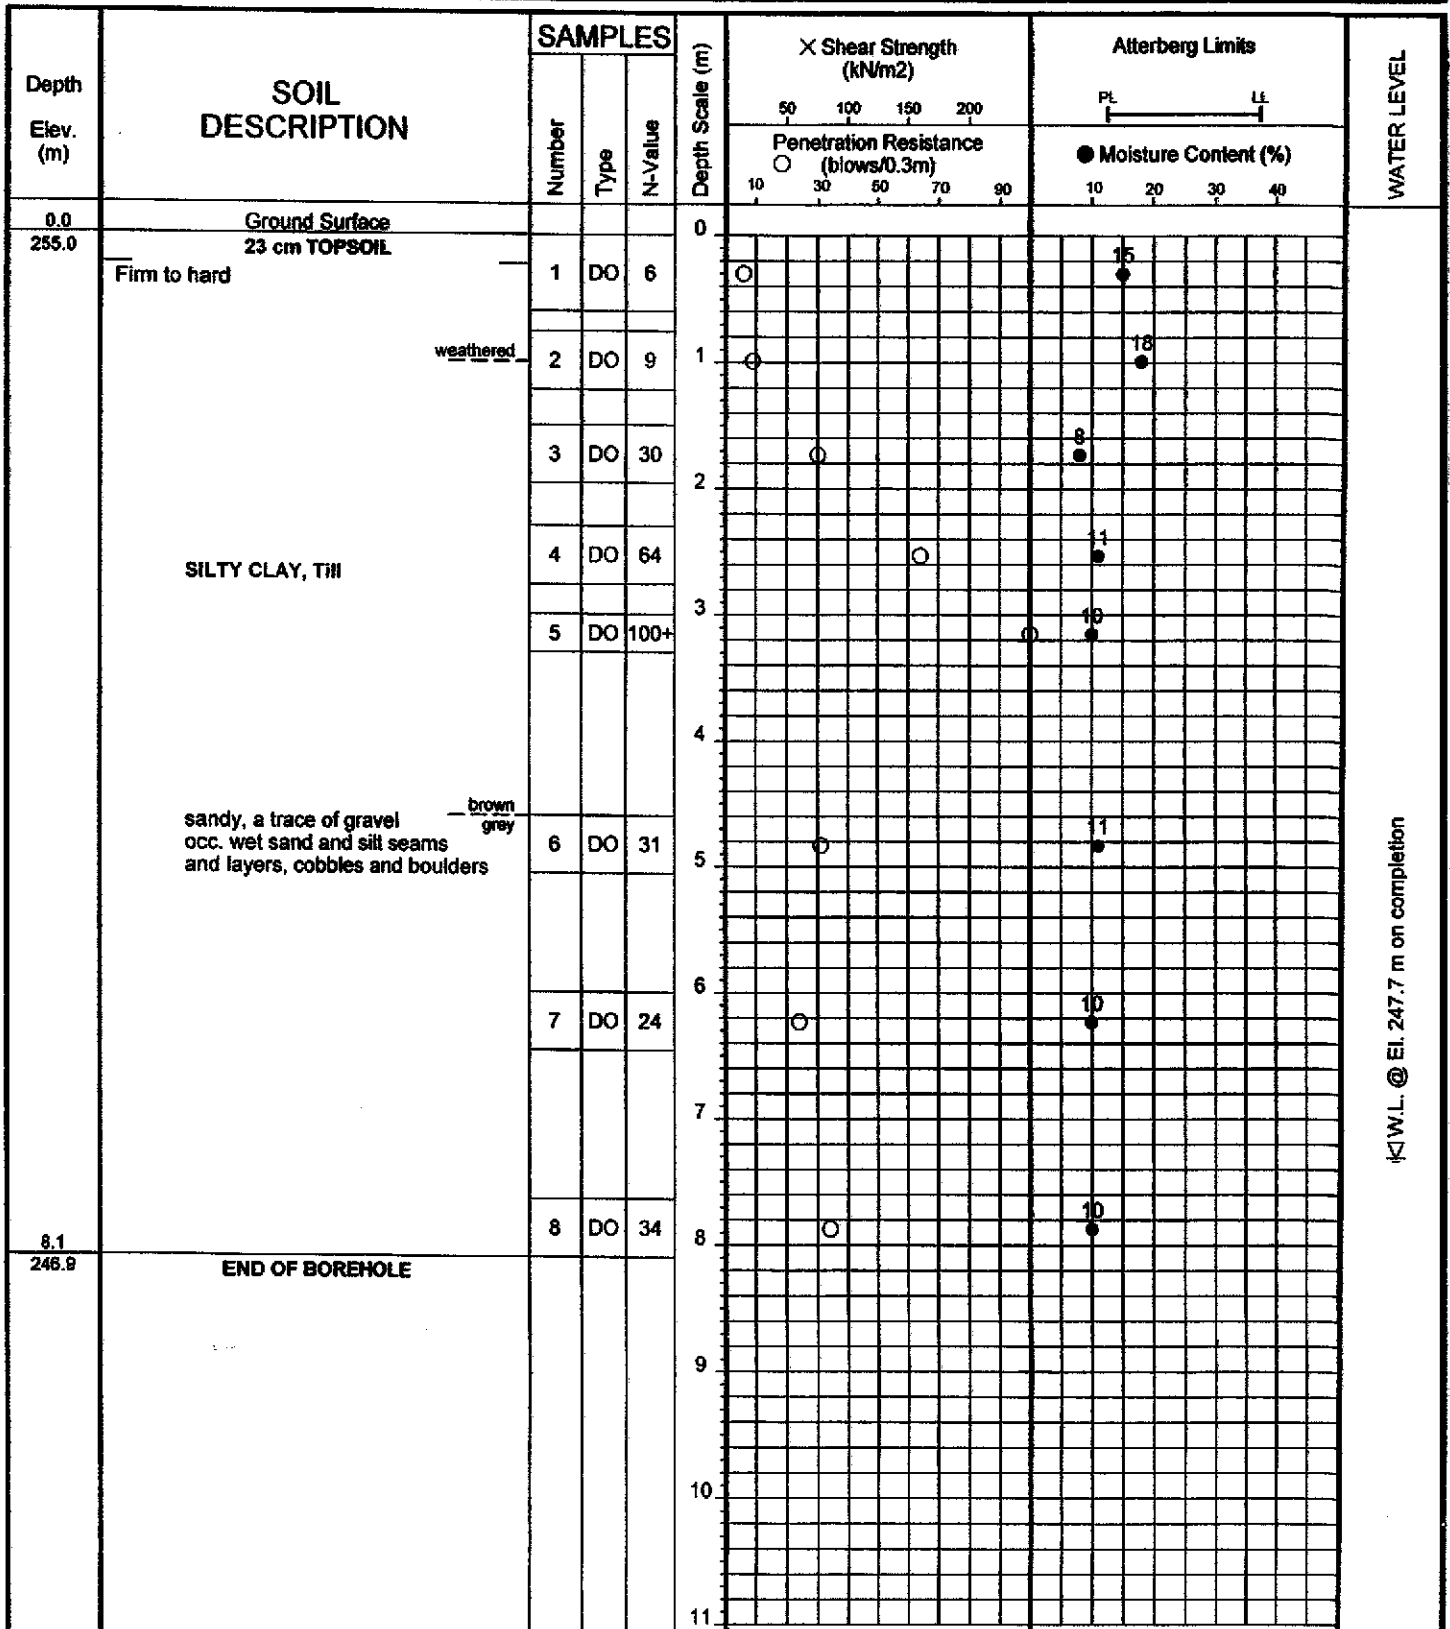 SAMPLES
Depth
Elev.
(m)
SOIL
DESCRIPTION
Number
Type
N-Value
Depth Scale (m)
× Shear Strength
(kN/m2)
50 100 150 200
Penetration Resistance
(blows/0.3m)
10 30 50 70 90
Atterberg Limits
PL LL
Moisture Content (%)
10 20 30 40
WATER LEVEL
0.0 Ground Surface
255.0 23 cm TOPSOIL
0
Firm to hard
1 DO 6
15
weathered
2 DO 9
1
18
3 DO 30
8
2
SILTY CLAY, Till
4 DO 64
11
3
5 DO 100+
10
4
brown
grey
sandy, a trace of gravel
occ. wet sand and silt seams
and layers, cobbles and boulders
6 DO 31
11
5
6
7 DO 24
10
7
8 DO 34
10
8
8.1
246.9 END OF BOREHOLE
9
10
11
W.L. @ El. 247.7 m on completion